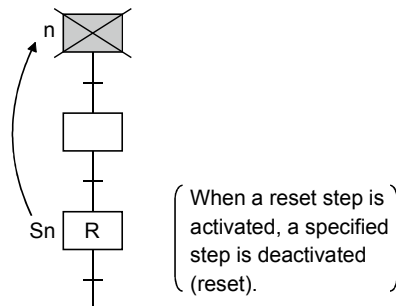 n
Sn
R
When a reset step is
activated, a specified
step is deactivated
(reset).